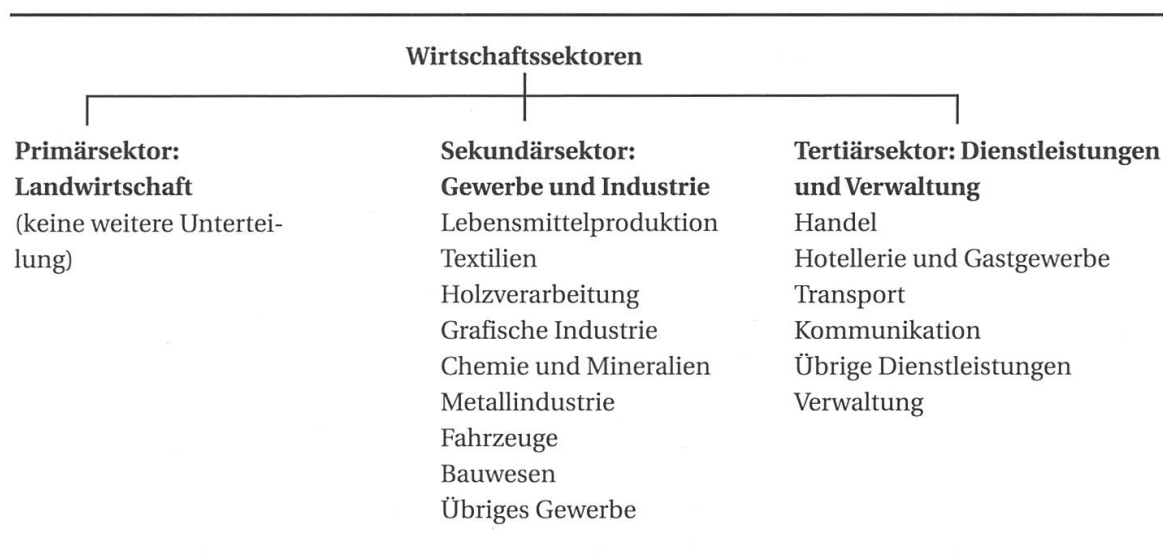 Wirtschaftssektoren
Primärsektor:
Landwirtschaft
(keine weitere Untertei-
lung)
Sekundärsektor:
Gewerbe und Industrie
Lebensmittelproduktion
Textilien
Holzverarbeitung
Grafische Industrie
Chemie und Mineralien
Metallindustrie
Fahrzeuge
Bauwesen
Übriges Gewerbe
Tertiärsektor: Dienstleistungen
und Verwaltung
Handel
Hotellerie und Gastgewerbe
Transport
Kommunikation
Übrige Dienstleistungen
Verwaltung